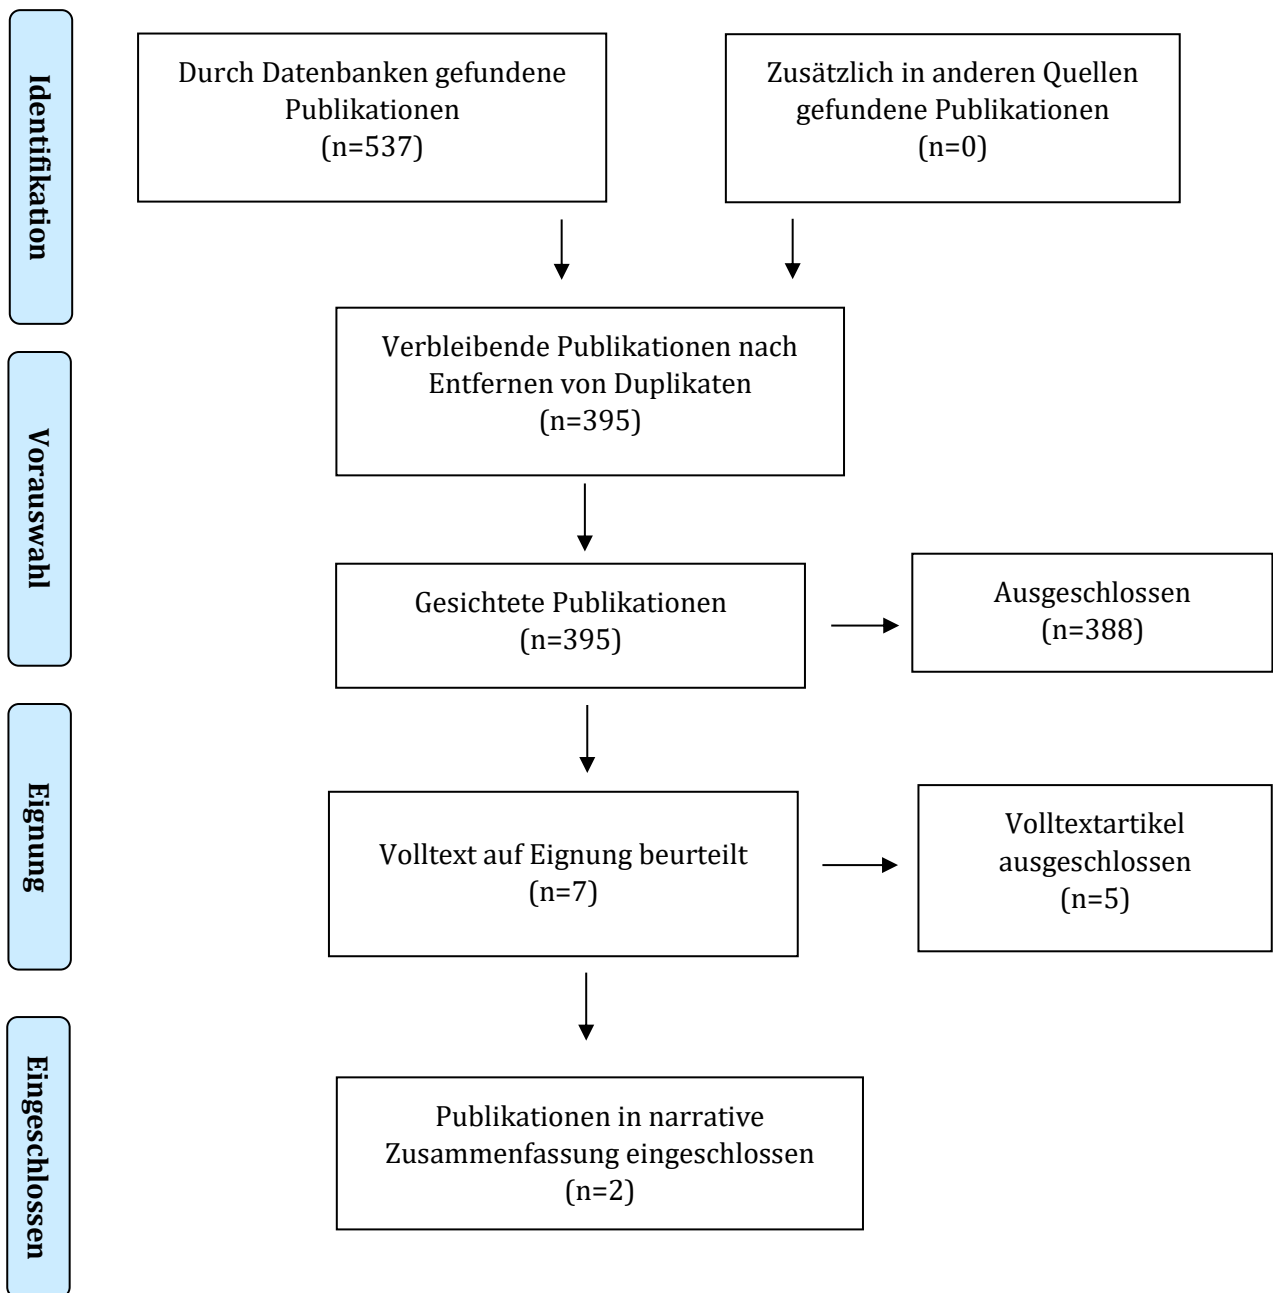 Identifikation
Durch Datenbanken gefundene
Publikationen
(n=537)
Zusätzlich in anderen Quellen
gefundene Publikationen
(n=0)
Vorauswahl
Verbleibende Publikationen nach
Entfernen von Duplikaten
(n=395)
Gesichtete Publikationen
(n=395)
Ausgeschlossen
(n=388)
Eignung
Volltext auf Eignung beurteilt
(n=7)
Volltextartikel
ausgeschlossen
(n=5)
Eingeschlossen
Publikationen in narrative
Zusammenfassung eingeschlossen
(n=2)